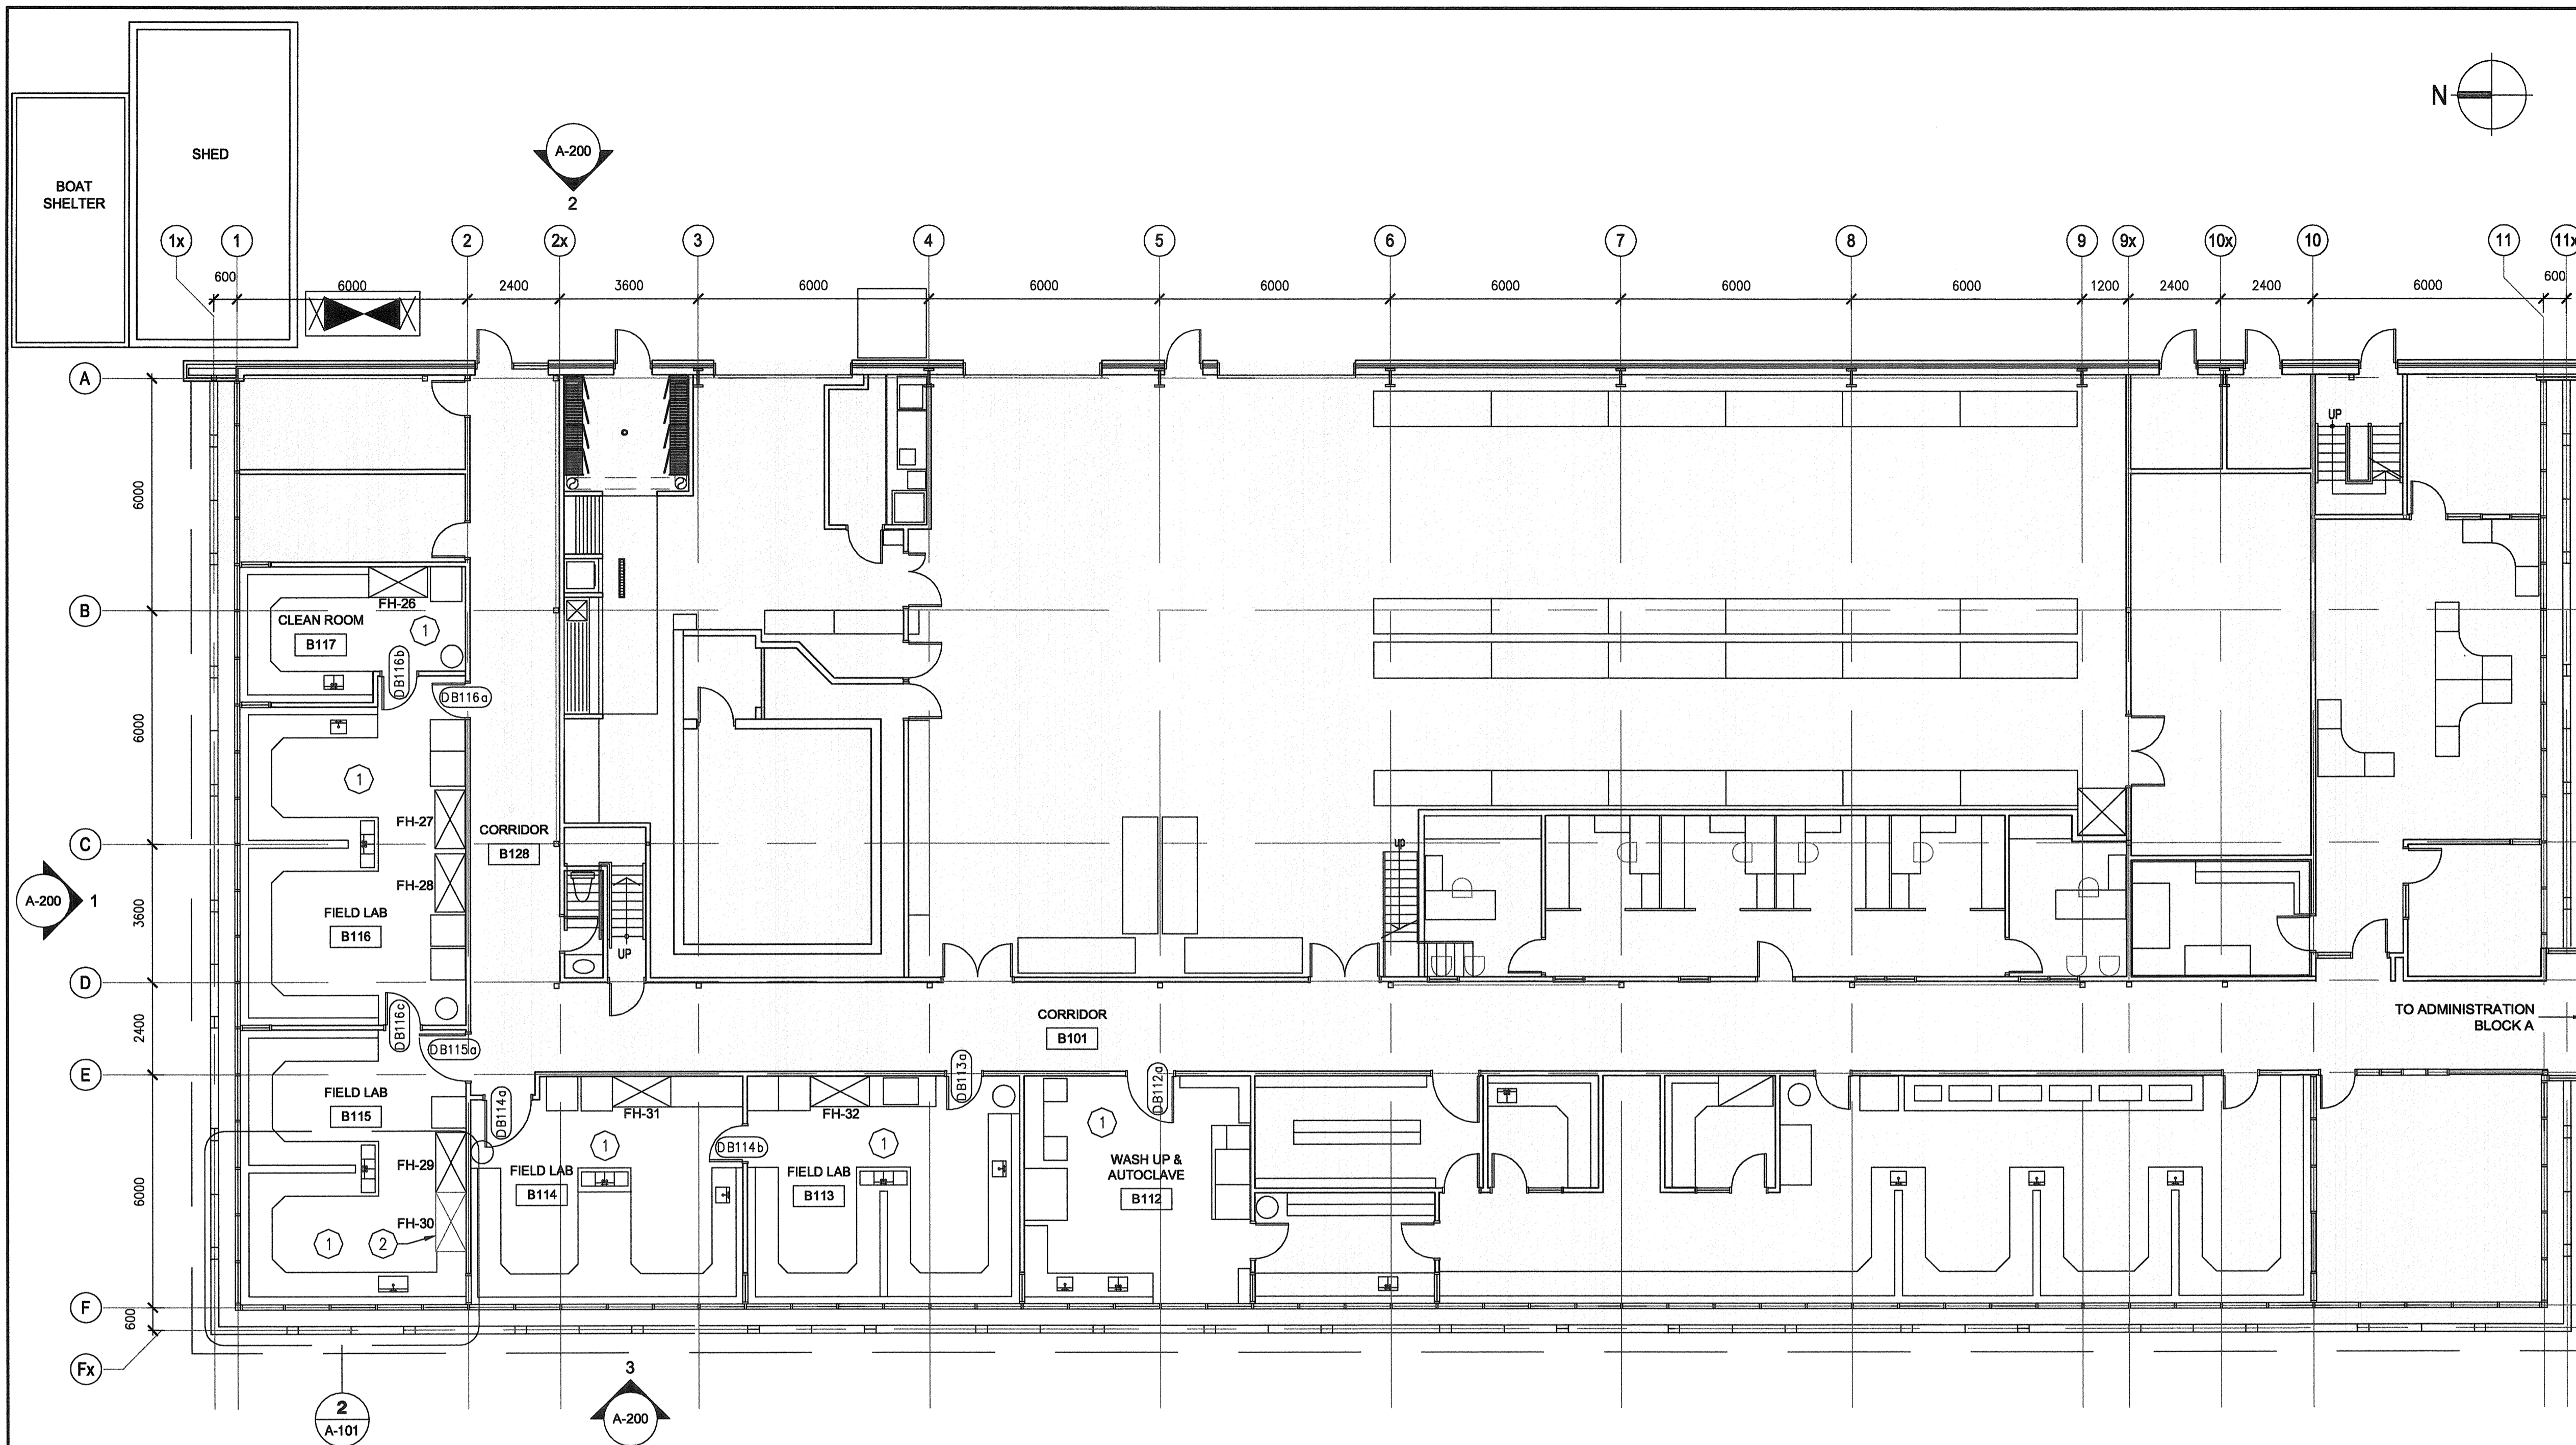 N
SHED
BOAT
SHELTER
A-200
2
1x
1
2
2x
3
4
5
6
7
8
9
9x
10x
10
11
11x
600
6000
2400
3600
6000
6000
6000
6000
6000
6000
1200
2400
2400
6000
600
A
B
C
D
E
F
Fx
6000
6000
3600
2400
6000
600
UP
FH-26
CLEAN ROOM
B117
1
DB116b
DB116a
1
FH-27
CORRIDOR
B128
FH-28
FIELD LAB
B116
A-200
1
UP
up
DB116c
DB115a
CORRIDOR
B101
TO ADMINISTRATION
BLOCK A
FIELD LAB
B115
DB114a
FH-31
FH-32
DB113a
DB112a
1
DB114b
1
1
FH-29
FIELD LAB
B114
FIELD LAB
B113
WASH UP &
AUTOCLAVE
B112
FH-30
1
2
3
A-200
2
A-101